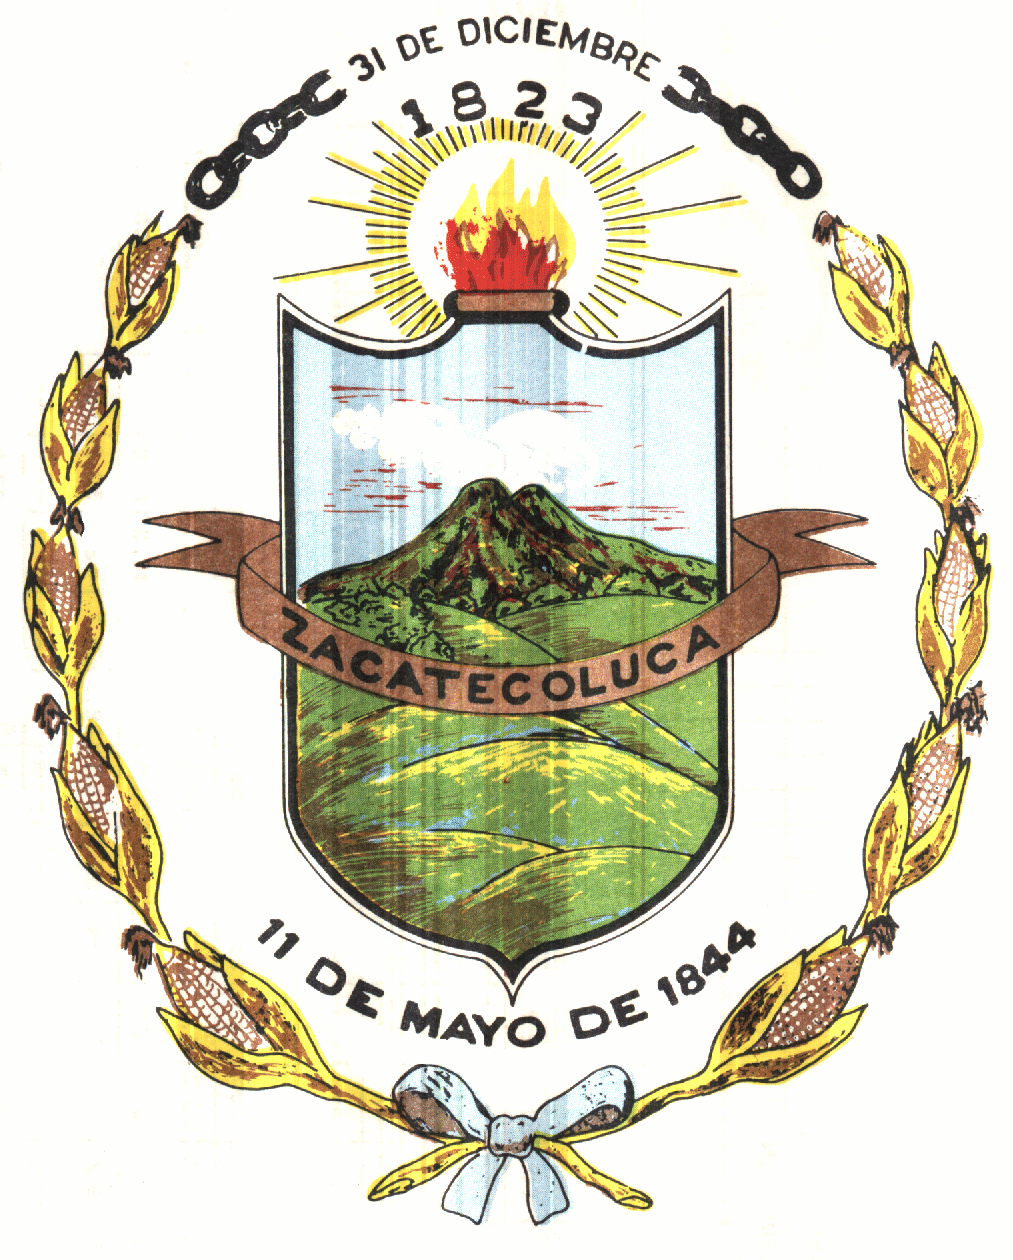 31 DE DICIEMBRE
1823
ZACATECOLUCA
11 DE MAYO DE 1844